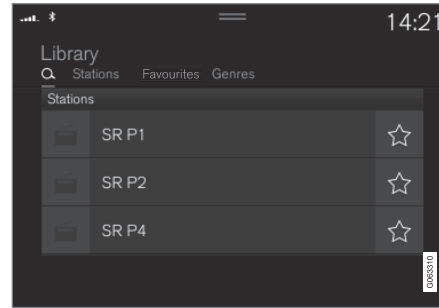 14:21
Library
Stations Favourites Genres
Stations
SR P1
SR P2
SR P4
G063310